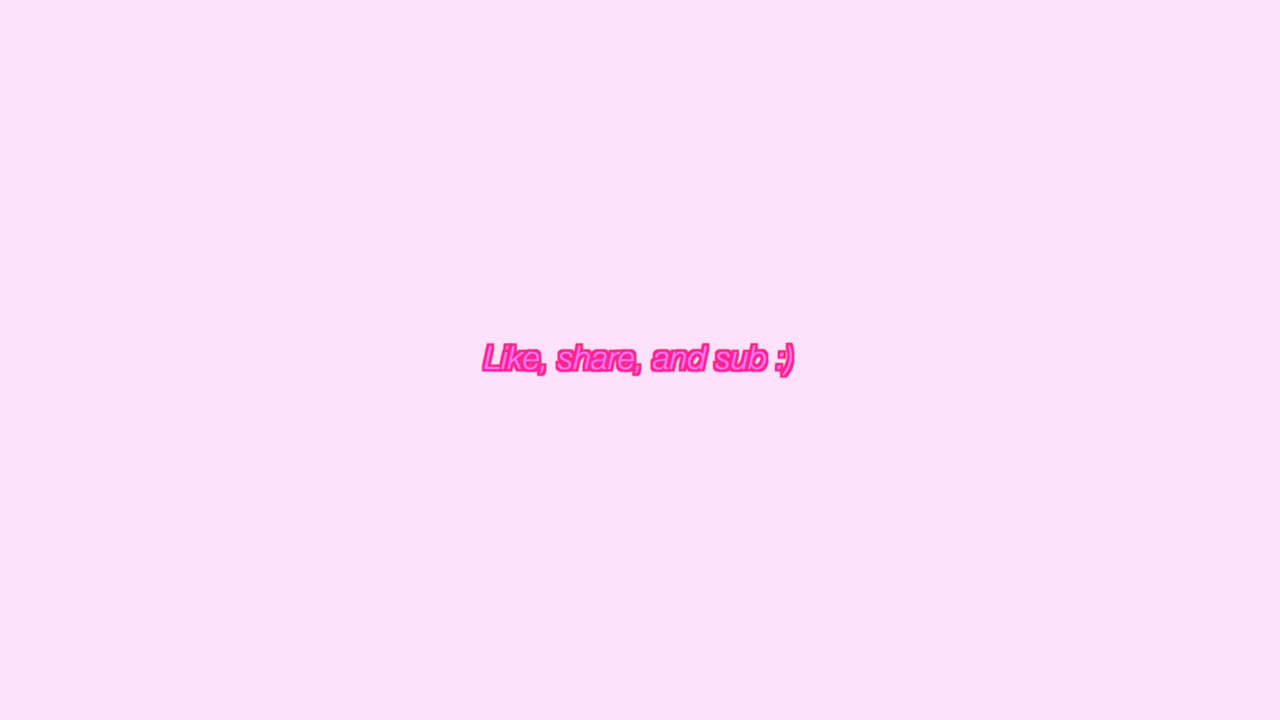 Like, share, and sub :)